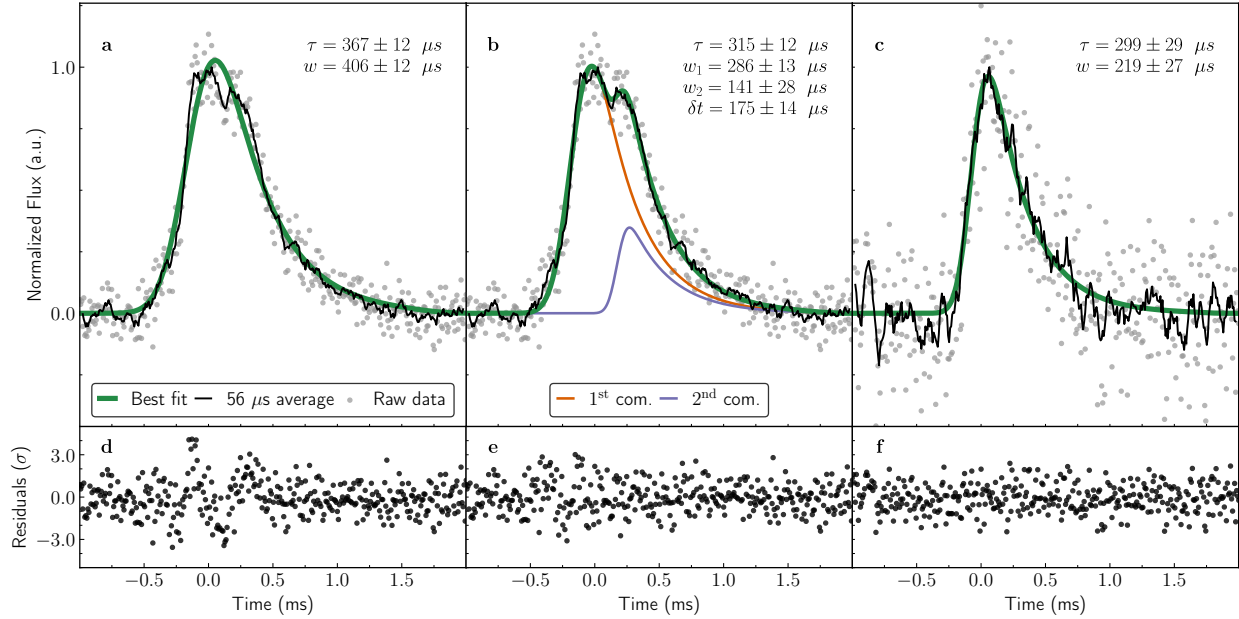 a
τ = 367 ± 12 μs
w = 406 ± 12 μs
b
τ = 315 ± 12 μs
w₁ = 286 ± 13 μs
w₂ = 141 ± 28 μs
δt = 175 ± 14 μs
c
τ = 299 ± 29 μs
w = 219 ± 27 μs
Normalized Flux (a.u.)
1.0
0.0
Best fit 56 μs average Raw data
1ˢᵗ com. 2ⁿᵈ com.
d
e
f
Residuals (σ)
3.0
0.0
−3.0
−0.5 0.0 0.5 1.0 1.5
−0.5 0.0 0.5 1.0 1.5
−0.5 0.0 0.5 1.0 1.5
Time (ms)
Time (ms)
Time (ms)